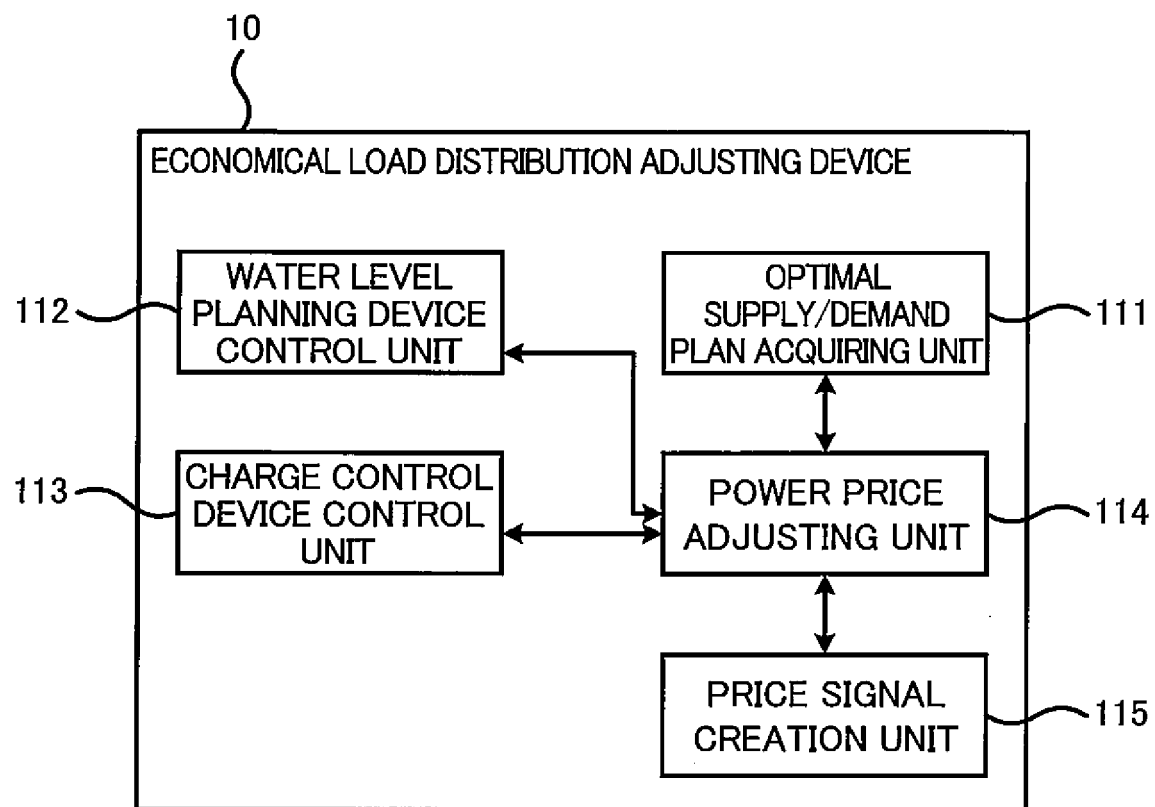 10
ECONOMICAL LOAD DISTRIBUTION ADJUSTING DEVICE
WATER LEVEL
PLANNING DEVICE
CONTROL UNIT
112
OPTIMAL
SUPPLY/DEMAND
PLAN ACQUIRING UNIT
111
CHARGE CONTROL
DEVICE CONTROL
UNIT
113
POWER PRICE
ADJUSTING UNIT
114
PRICE SIGNAL
CREATION UNIT
115